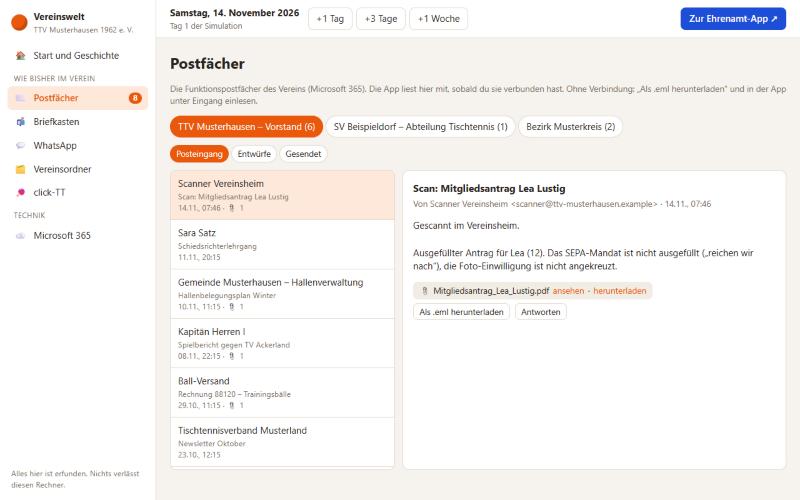 Vereinswelt
TTV Musterhausen 1962 e. V.
Start und Geschichte
WIE BISHER IM VEREIN
Postfächer 8
Briefkasten
WhatsApp
Vereinsordner
click-TT
TECHNIK
Microsoft 365
Alles hier ist erfunden. Nichts verlässt
diesen Rechner.
Samstag, 14. November 2026
Tag 1 der Simulation
+1 Tag +3 Tage +1 Woche
Zur Ehrenamt-App ↗
Postfächer
Die Funktionspostfächer des Vereins (Microsoft 365). Die App liest hier mit, sobald du sie verbunden hast. Ohne Verbindung: „Als .eml herunterladen" und in der App
unter Eingang einlesen.
TTV Musterhausen – Vorstand (6) SV Beispieldorf – Abteilung Tischtennis (1) Bezirk Musterkreis (2)
Posteingang Entwürfe Gesendet
Scanner Vereinsheim
Scan: Mitgliedsantrag Lea Lustig
14.11., 07:46 · 📎 1
Sara Satz
Schiedsrichterlehrgang
11.11., 20:15
Gemeinde Musterhausen – Hallenverwaltung
Hallenbelegungsplan Winter
10.11., 11:15 · 📎 1
Kapitän Herren I
Spielbericht gegen TV Ackerland
08.11., 22:15 · 📎 1
Ball-Versand
Rechnung 88120 – Trainingsbälle
29.10., 11:15 · 📎 1
Tischtennisverband Musterland
Newsletter Oktober
23.10., 12:15
Scan: Mitgliedsantrag Lea Lustig
Von Scanner Vereinsheim <scanner@ttv-musterhausen.example> · 14.11., 07:46
Gescannt im Vereinsheim.
Ausgefüllter Antrag für Lea (12). Das SEPA-Mandat ist nicht ausgefüllt („reichen wir
nach"), die Foto-Einwilligung ist nicht angekreuzt.
📎 Mitgliedsantrag_Lea_Lustig.pdf ansehen · herunterladen
Als .eml herunterladen Antworten